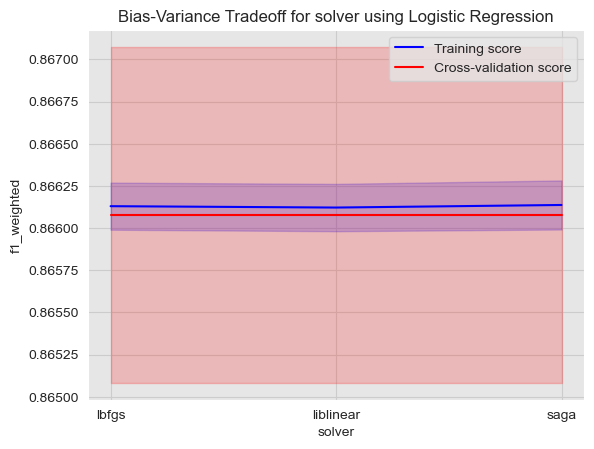 Bias-Variance Tradeoff for solver using Logistic Regression
Training score
Cross-validation score
0.86700
0.86675
0.86650
0.86625
0.86600
0.86575
0.86550
0.86525
0.86500
f1_weighted
lbfgs
liblinear
saga
solver